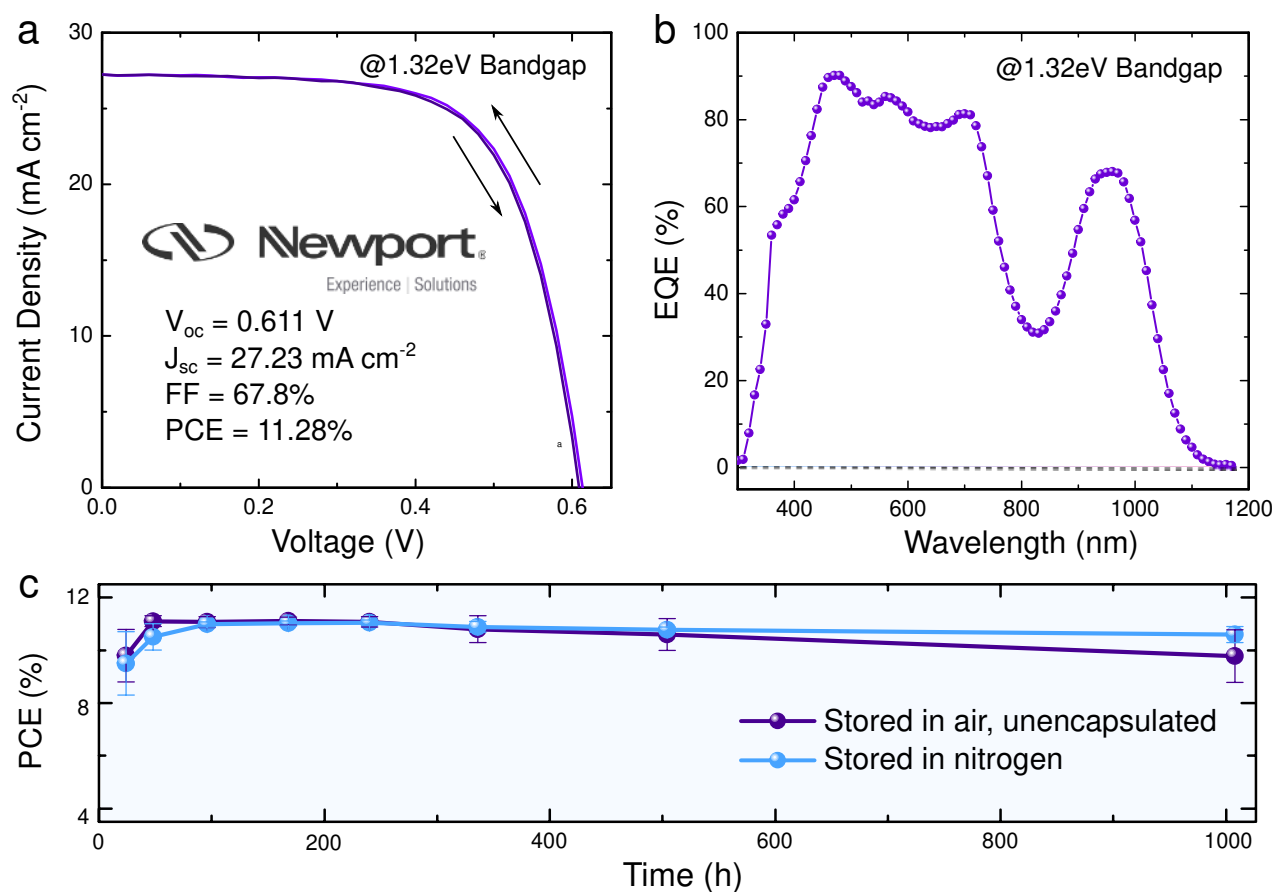 a
@1.32eV Bandgap
30
20
10
0
Current Density (mA cm-2)
Newport®
Experience | Solutions
Voc = 0.611 V
Jsc = 27.23 mA cm-2
FF = 67.8%
PCE = 11.28%
a
0.0 0.2 0.4 0.6
Voltage (V)
b
@1.32eV Bandgap
100
80
60
40
20
0
EQE (%)
400 600 800 1000 1200
Wavelength (nm)
c
12
8
4
PCE (%)
Stored in air, unencapsulated
Stored in nitrogen
0 200 400 600 800 1000
Time (h)